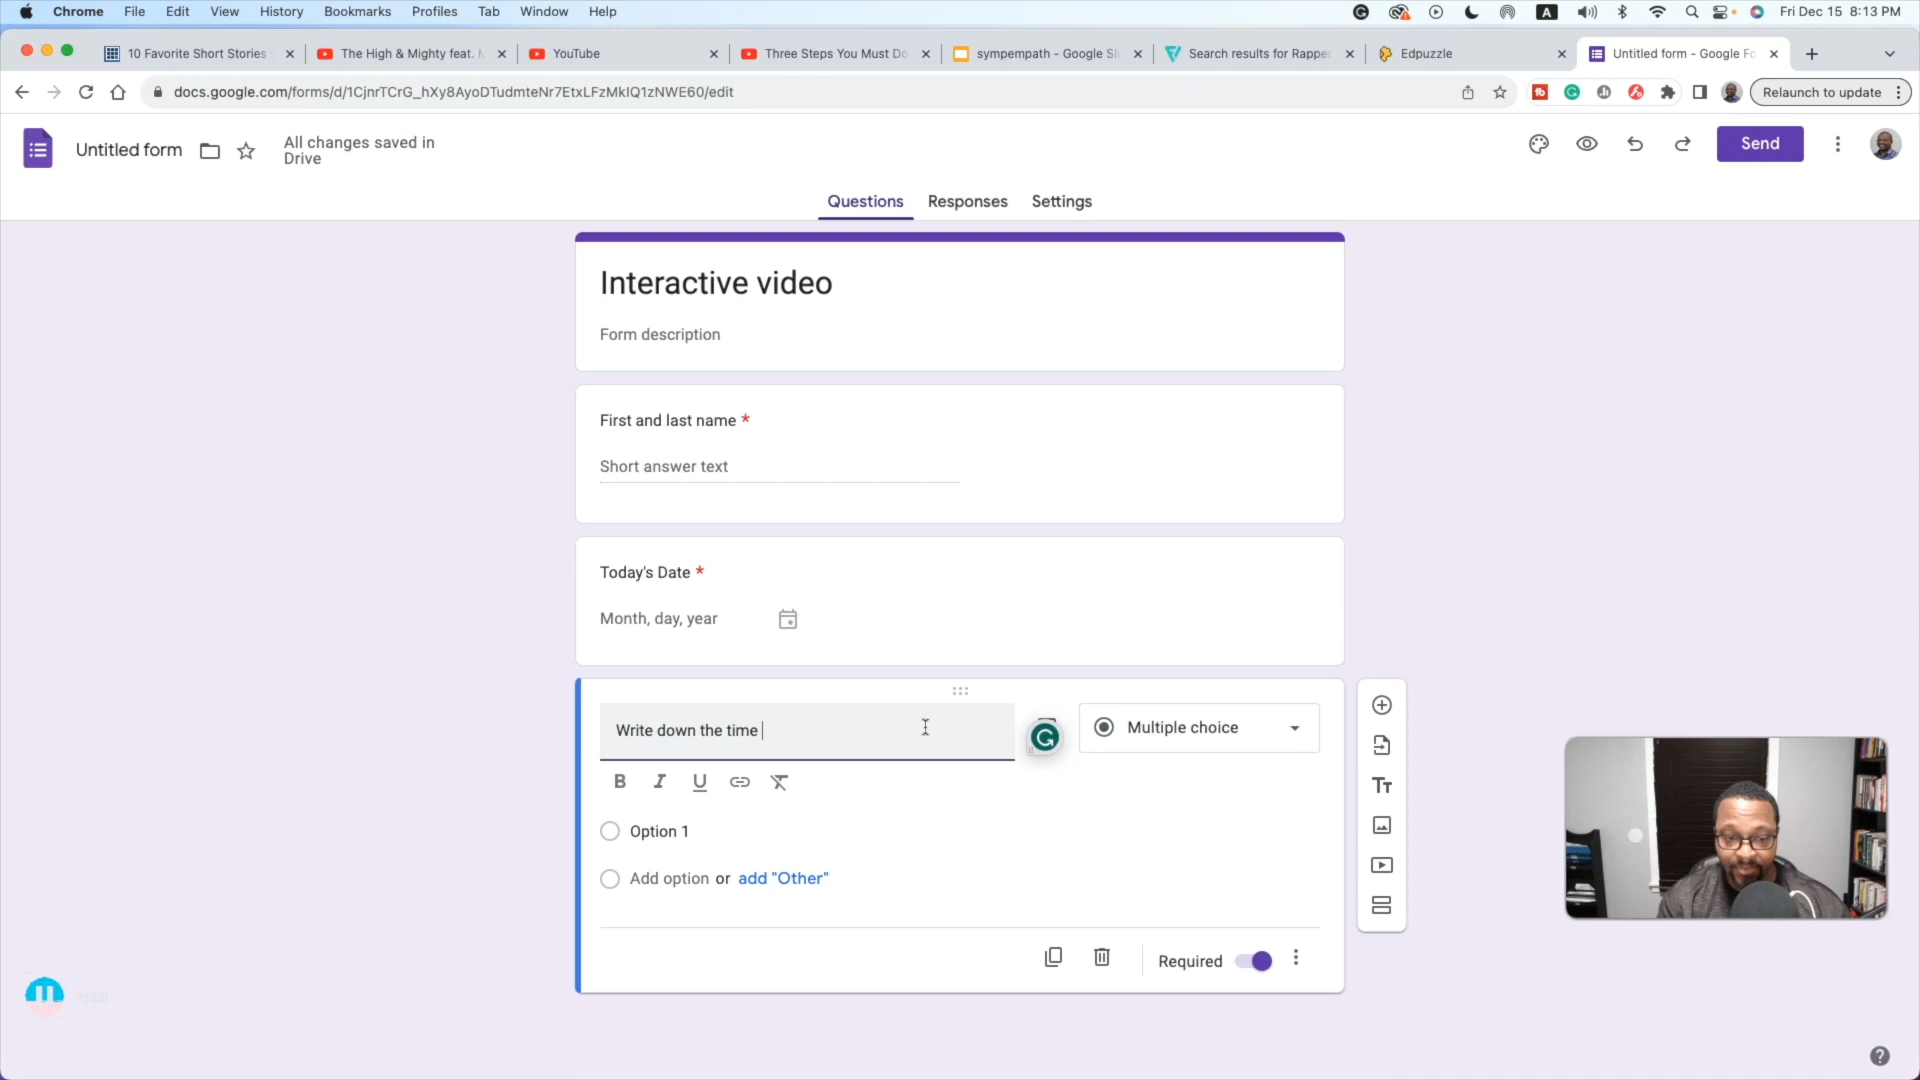 Chrome File Edit View History Bookmarks Profiles Tab Window Help A Fri Dec 15 8:13 PM
10 Favorite Short Stories The High & Mighty feat. YouTube Three Steps You Must Do sympempath - Google Sli Search results for Rappe Edpuzzle Untitled form - Google Fo
docs.google.com/forms/d/1CjnrTCrG_hXy8AyoDTudmteNr7EtxLFzMkIQ1zNWE60/edit Relaunch to update
Untitled form All changes saved in
Drive
Send
Questions Responses Settings
Interactive video
Form description
First and last name *
Short answer text
Today's Date *
Month, day, year
Write down the time
Multiple choice
B I U
Option 1
Add option or add "Other"
Required
Tт